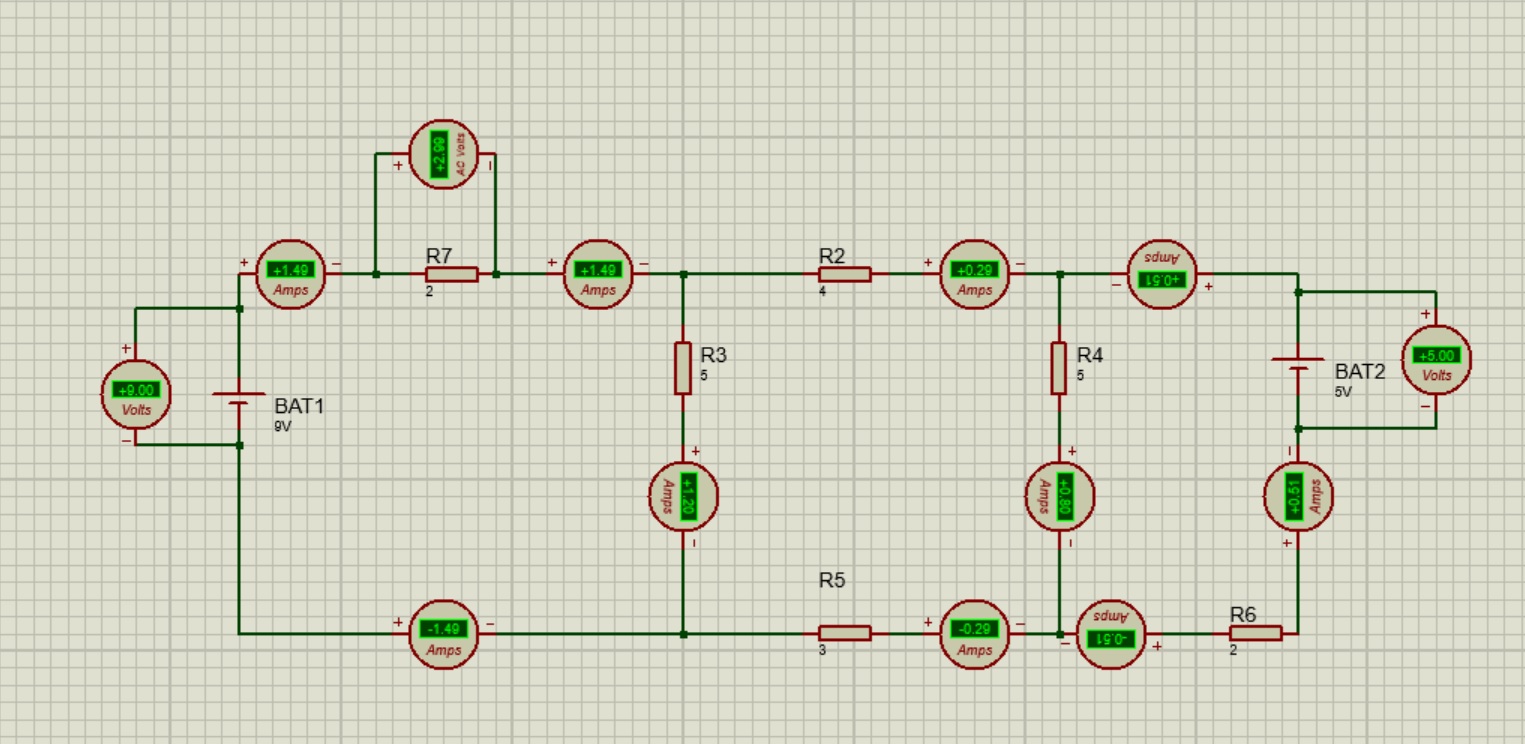 +2.99
AC Volts
+ −
R7
2
+ −
+1.49
Amps
+ −
+1.49
Amps
R2
4
+ −
+0.29
Amps
− +
+0.51
Amps
+
+9.00
Volts
−
BAT1
9V
R3
5
R4
5
BAT2
5V
+
+5.00
Volts
−
+
+1.20
Amps
−
+
+0.80
Amps
−
−
+0.51
Amps
+
+ −
-1.49
Amps
R5
3
+ −
-0.29
Amps
− +
-0.51
Amps
R6
2